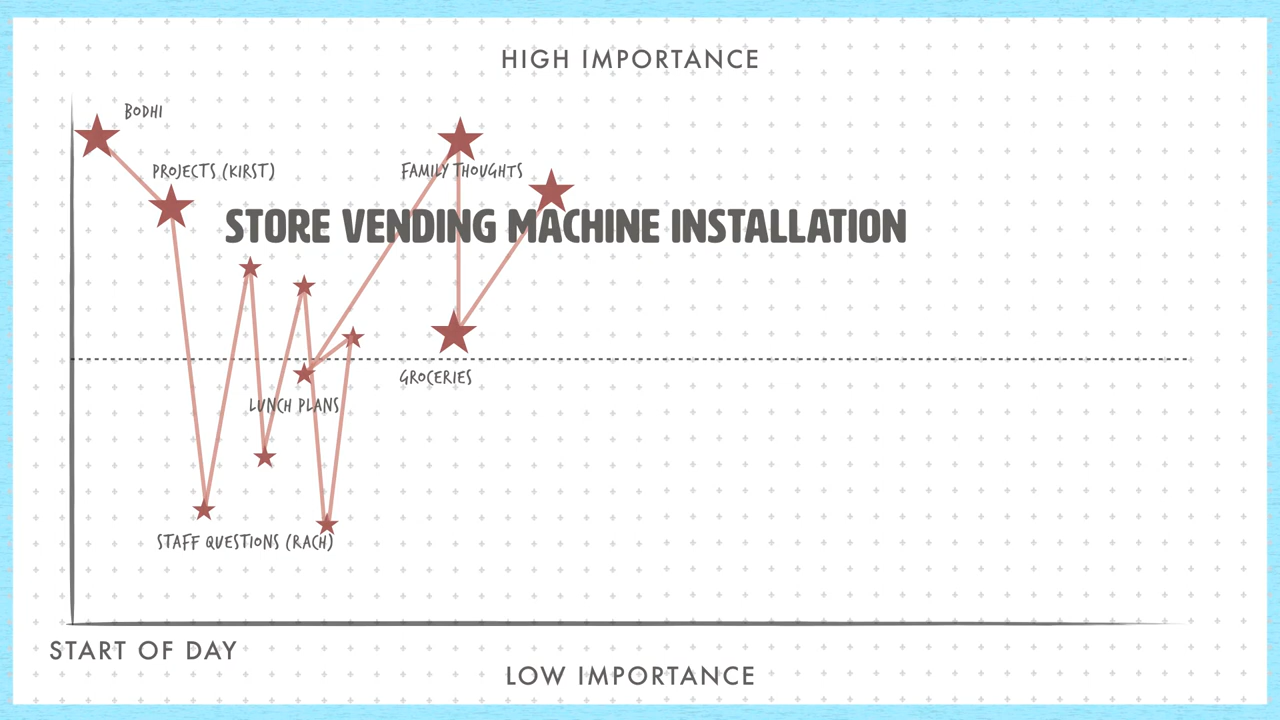 HIGH IMPORTANCE
BODHI
PROJECTS (KIRST)
FAMILY THOUGHTS
STORE VENDING MACHINE INSTALLATION
GROCERIES
LUNCH PLANS
STAFF QUESTIONS (RACH)
START OF DAY
LOW IMPORTANCE